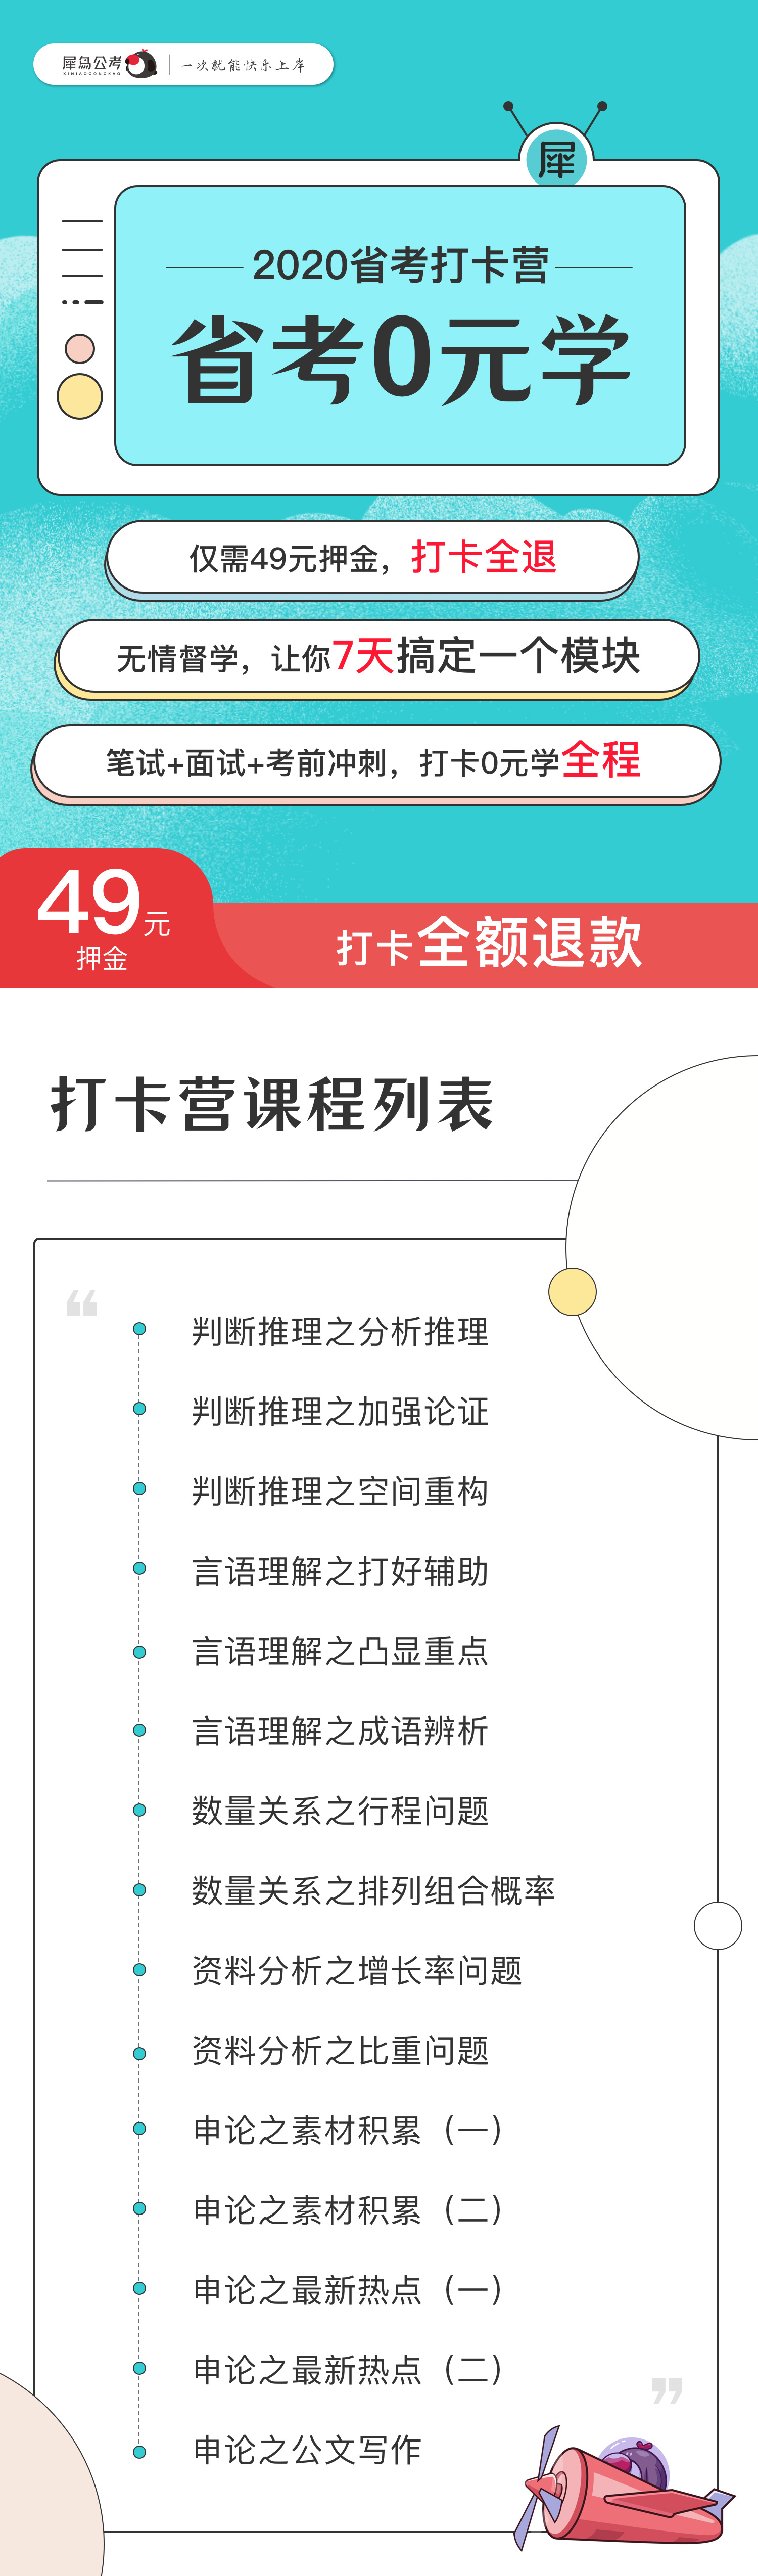 犀鸟公考
XINIAOGONGKAO
一次就能快乐上岸
犀
2020省考打卡营
省考0元学
仅需49元押金，打卡全退
无情督学，让你7天搞定一个模块
笔试+面试+考前冲刺，打卡0元学全程
49元
押金
打卡全额退款
打卡营课程列表
判断推理之分析推理
判断推理之加强论证
判断推理之空间重构
言语理解之打好辅助
言语理解之凸显重点
言语理解之成语辨析
数量关系之行程问题
数量关系之排列组合概率
资料分析之增长率问题
资料分析之比重问题
申论之素材积累（一）
申论之素材积累（二）
申论之最新热点（一）
申论之最新热点（二）
申论之公文写作